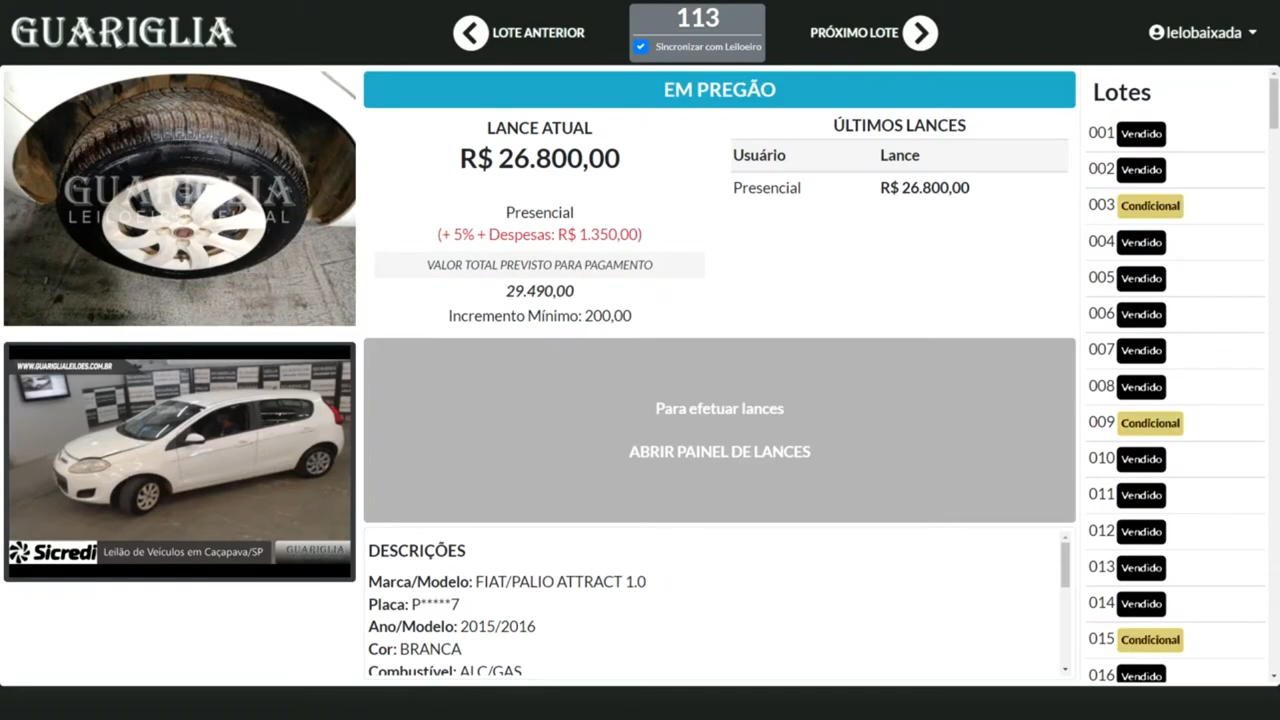 GUARIGLIA
LOTE ANTERIOR
113
Sincronizar com Leiloeiro
PRÓXIMO LOTE
lelobaixada
GUARIGLIA
LEILOEIRO OFICIAL
EM PREGÃO
LANCE ATUAL
R$ 26.800,00
Presencial
(+ 5% + Despesas: R$ 1.350,00)
VALOR TOTAL PREVISTO PARA PAGAMENTO
29.490,00
Incremento Mínimo: 200,00
ÚLTIMOS LANCES
Usuário Lance
Presencial R$ 26.800,00
WWW.GUARIGLIALEILOES.COM.BR
Sicredi Leilão de Veículos em Caçapava/SP GUARIGLIA
Para efetuar lances
ABRIR PAINEL DE LANCES
DESCRIÇÕES
Marca/Modelo: FIAT/PALIO ATTRACT 1.0
Placa: P*****7
Ano/Modelo: 2015/2016
Cor: BRANCA
Combustível: ALC/GAS
Lotes
001 Vendido
002 Vendido
003 Condicional
004 Vendido
005 Vendido
006 Vendido
007 Vendido
008 Vendido
009 Condicional
010 Vendido
011 Vendido
012 Vendido
013 Vendido
014 Vendido
015 Condicional
016 Vendido